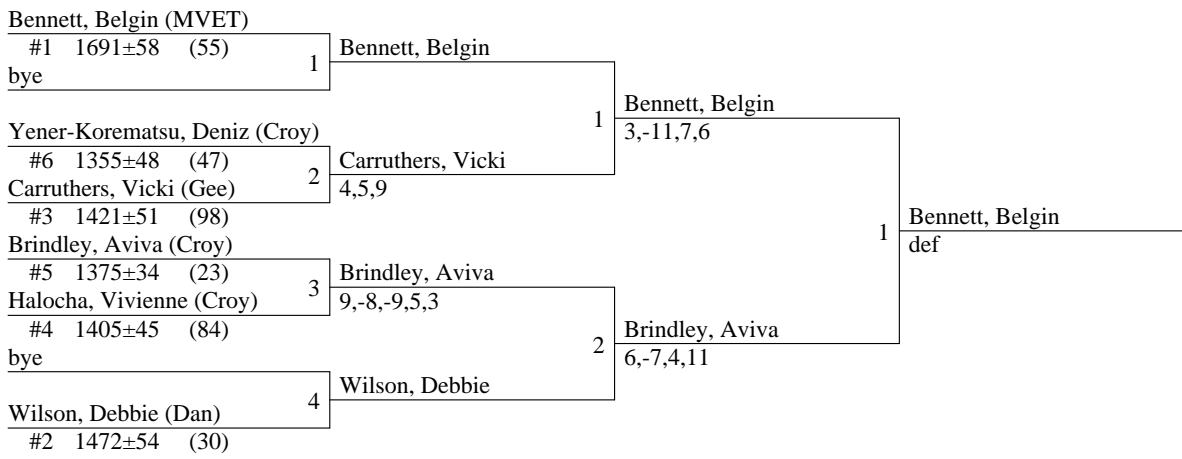 Bennett, Belgin (MVET)
#1 1691±58 (55)
bye
1
Bennett, Belgin
Yener-Korematsu, Deniz (Croy)
#6 1355±48 (47)
Carruthers, Vicki (Gee)
#3 1421±51 (98)
2
Carruthers, Vicki
4,5,9
1
Bennett, Belgin
3,-11,7,6
Brindley, Aviva (Croy)
#5 1375±34 (23)
Halocha, Vivienne (Croy)
#4 1405±45 (84)
3
Brindley, Aviva
9,-8,-9,5,3
bye
Wilson, Debbie (Dan)
#2 1472±54 (30)
4
Wilson, Debbie
2
Brindley, Aviva
6,-7,4,11
1
Bennett, Belgin
def